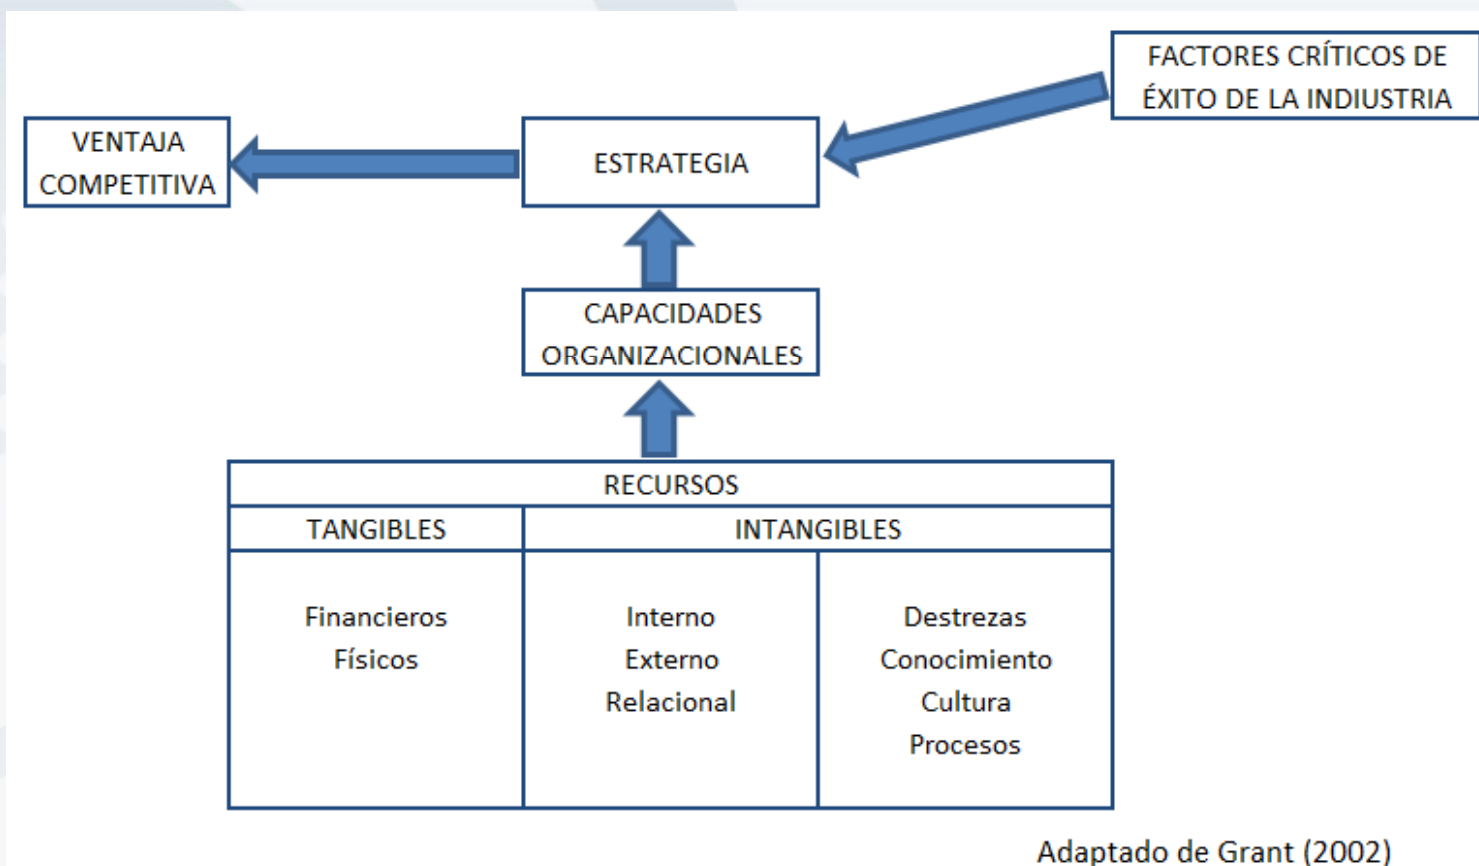 FACTORES CRÍTICOS DE
ÉXITO DE LA INDIUSTRIA
VENTAJA
COMPETITIVA
ESTRATEGIA
CAPACIDADES
ORGANIZACIONALES
RECURSOS
TANGIBLES
INTANGIBLES
Financieros
Físicos
Interno
Externo
Relacional
Destrezas
Conocimiento
Cultura
Procesos
Adaptado de Grant (2002)